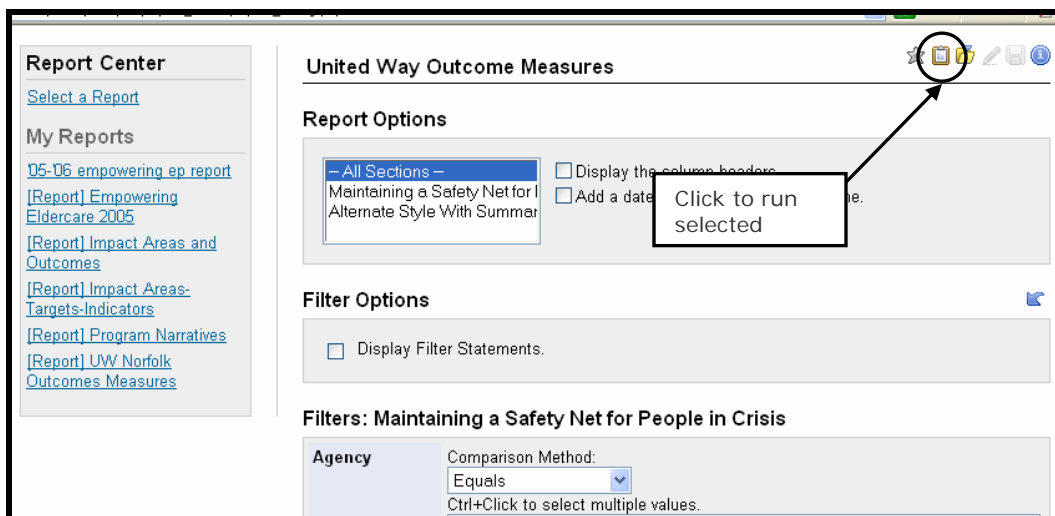 Report Center
Select a Report
My Reports
'05-'06 empowering ep report
[Report] Empowering
Eldercare 2005
[Report] Impact Areas and
Outcomes
[Report] Impact Areas-
Targets-Indicators
[Report] Program Narratives
[Report] UW Norfolk
Outcomes Measures
United Way Outcome Measures
Report Options
-- All Sections --
Maintaining a Safety Net for
Alternate Style With Summar
Display the column headers
Add a date
Click to run
selected
Filter Options
Display Filter Statements.
Filters: Maintaining a Safety Net for People in Crisis
Agency
Comparison Method:
Equals
Ctrl+Click to select multiple values.